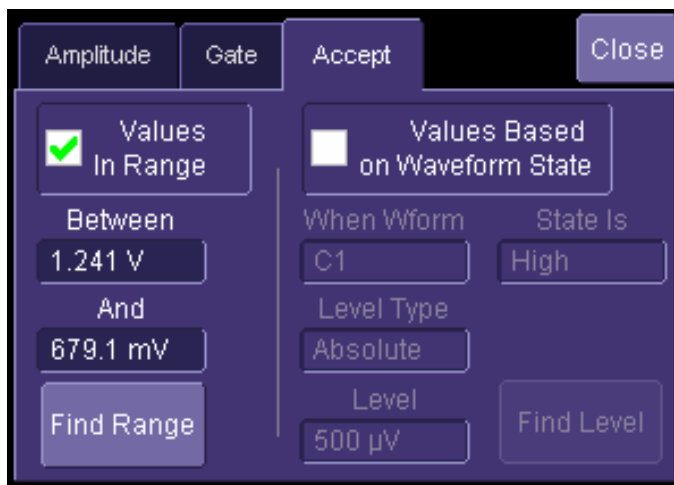 Amplitude
Gate
Accept
Close
Values
In Range
Values Based
on Waveform State
Between
1.241 V
And
679.1 mV
Find Range
When Wform
State Is
C1
High
Level Type
Absolute
Level
500 µV
Find Level